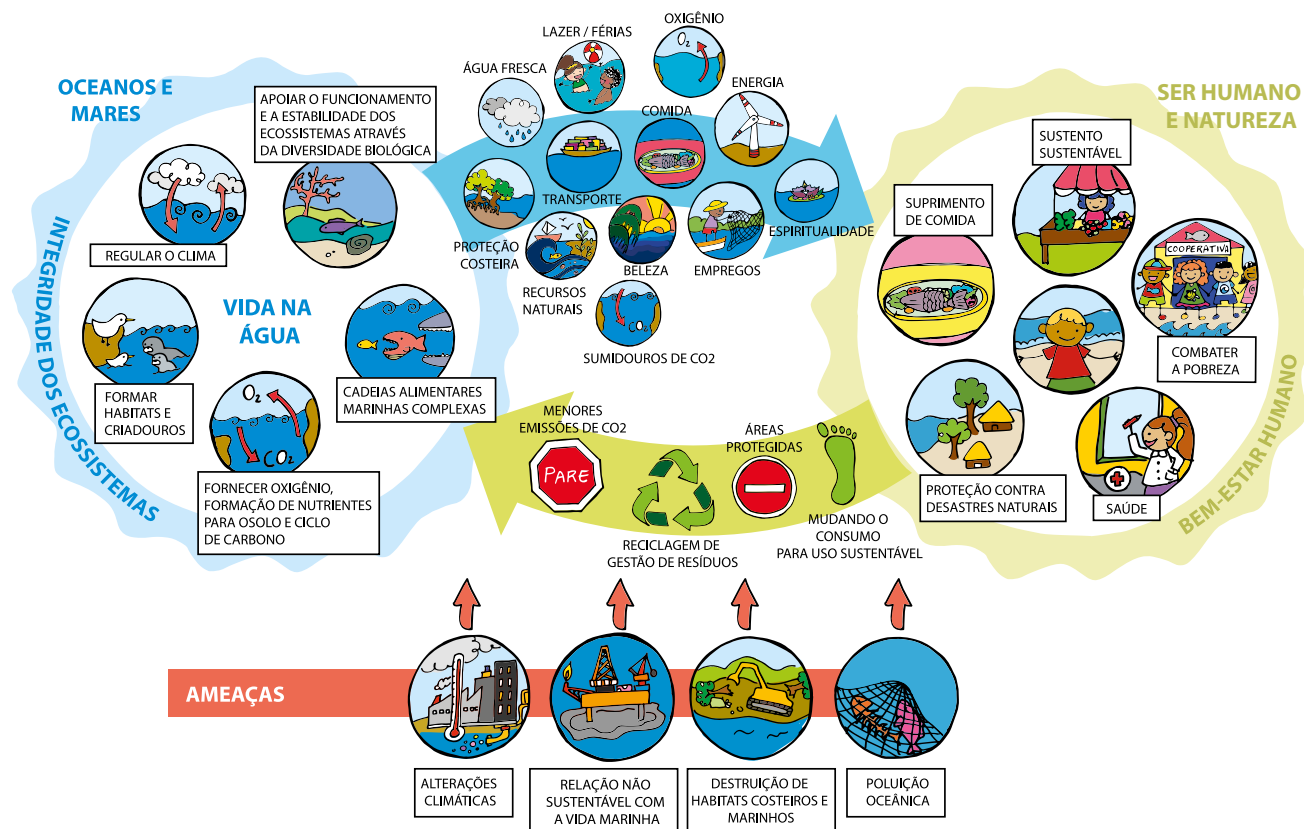 OCEANOS E
MARES
INTEGRIDADE DOS ECOSSISTEMAS
APOIAR O FUNCIONAMENTO
E A ESTABILIDADE DOS
ECOSSISTEMAS ATRAVÉS
DA DIVERSIDADE BIOLÓGICA
REGULAR O CLIMA
VIDA NA
ÁGUA
FORMAR
HABITATS E
CRIADOUROS
CADEIAS ALIMENTARES
MARINHAS COMPLEXAS
O2
CO2
FORNECER OXIGÊNIO,
FORMAÇÃO DE NUTRIENTES
PARA OSOLO E CICLO
DE CARBONO
LAZER / FÉRIAS
OXIGÊNIO
O2
ÁGUA FRESCA
ENERGIA
COMIDA
TRANSPORTE
PROTEÇÃO
COSTEIRA
ESPIRITUALIDADE
RECURSOS
NATURAIS
BELEZA
EMPREGOS
CO2
SUMIDOUROS DE CO2
SER HUMANO
E NATUREZA
BEM-ESTAR HUMANO
SUSTENTO
SUSTENTÁVEL
SUPRIMENTO
DE COMIDA
COOPERATIVA
COMBATER
A POBREZA
PROTEÇÃO CONTRA
DESASTRES NATURAIS
SAÚDE
MENORES
EMISSÕES DE CO2
PARE
ÁREAS
PROTEGIDAS
RECICLAGEM DE
GESTÃO DE RESÍDUOS
MUDANDO O
CONSUMO
PARA USO SUSTENTÁVEL
AMEAÇAS
ALTERAÇÕES
CLIMÁTICAS
RELAÇÃO NÃO
SUSTENTÁVEL COM
A VIDA MARINHA
DESTRUIÇÃO DE
HABITATS COSTEIROS E
MARINHOS
POLUIÇÃO
OCEÂNICA